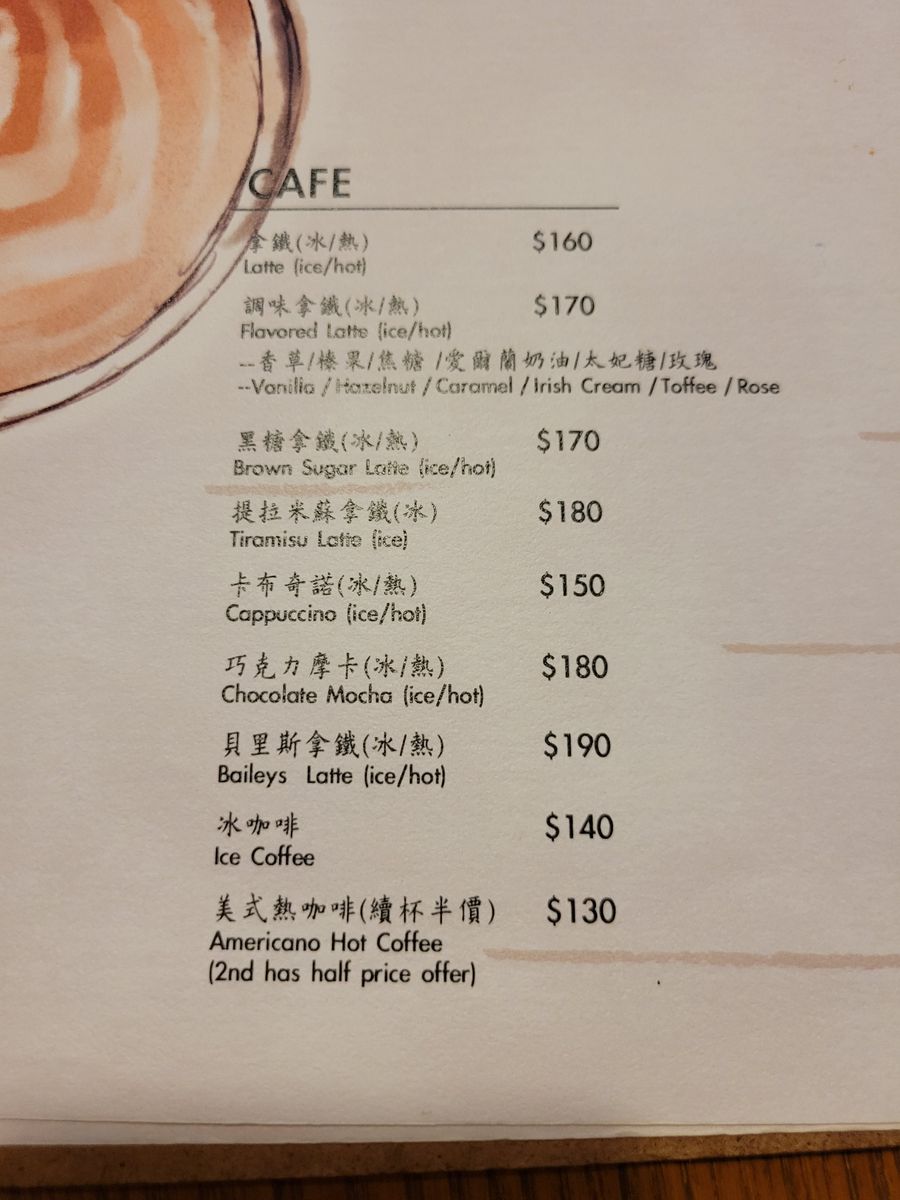 CAFE
拿鐵(冰/熱) $160
Latte (ice/hot)
調味拿鐵(冰/熱) $170
Flavored Latte (ice/hot)
--香草/榛果/焦糖 /愛爾蘭奶油/太妃糖/玫瑰
--Vanilla / Hazelnut / Caramel / Irish Cream / Toffee / Rose
黑糖拿鐵(冰/熱) $170
Brown Sugar Latte (ice/hot)
提拉米蘇拿鐵(冰) $180
Tiramisu Latte (ice)
卡布奇諾(冰/熱) $150
Cappuccino (ice/hot)
巧克力摩卡(冰/熱) $180
Chocolate Mocha (ice/hot)
貝里斯拿鐵(冰/熱) $190
Baileys Latte (ice/hot)
冰咖啡 $140
Ice Coffee
美式熱咖啡(續杯半價) $130
Americano Hot Coffee
(2nd has half price offer)